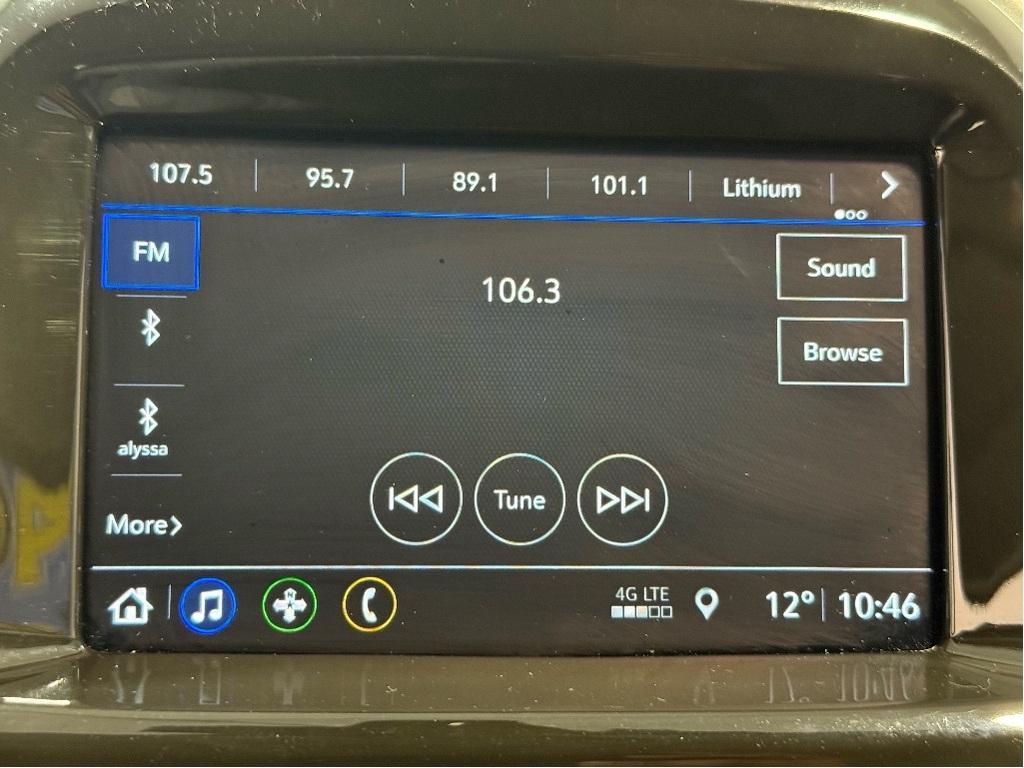 107.5 95.7 89.1 101.1 Lithium
FM
Sound
106.3
Browse
alyssa
Tune
More
4G LTE
12° 10:46